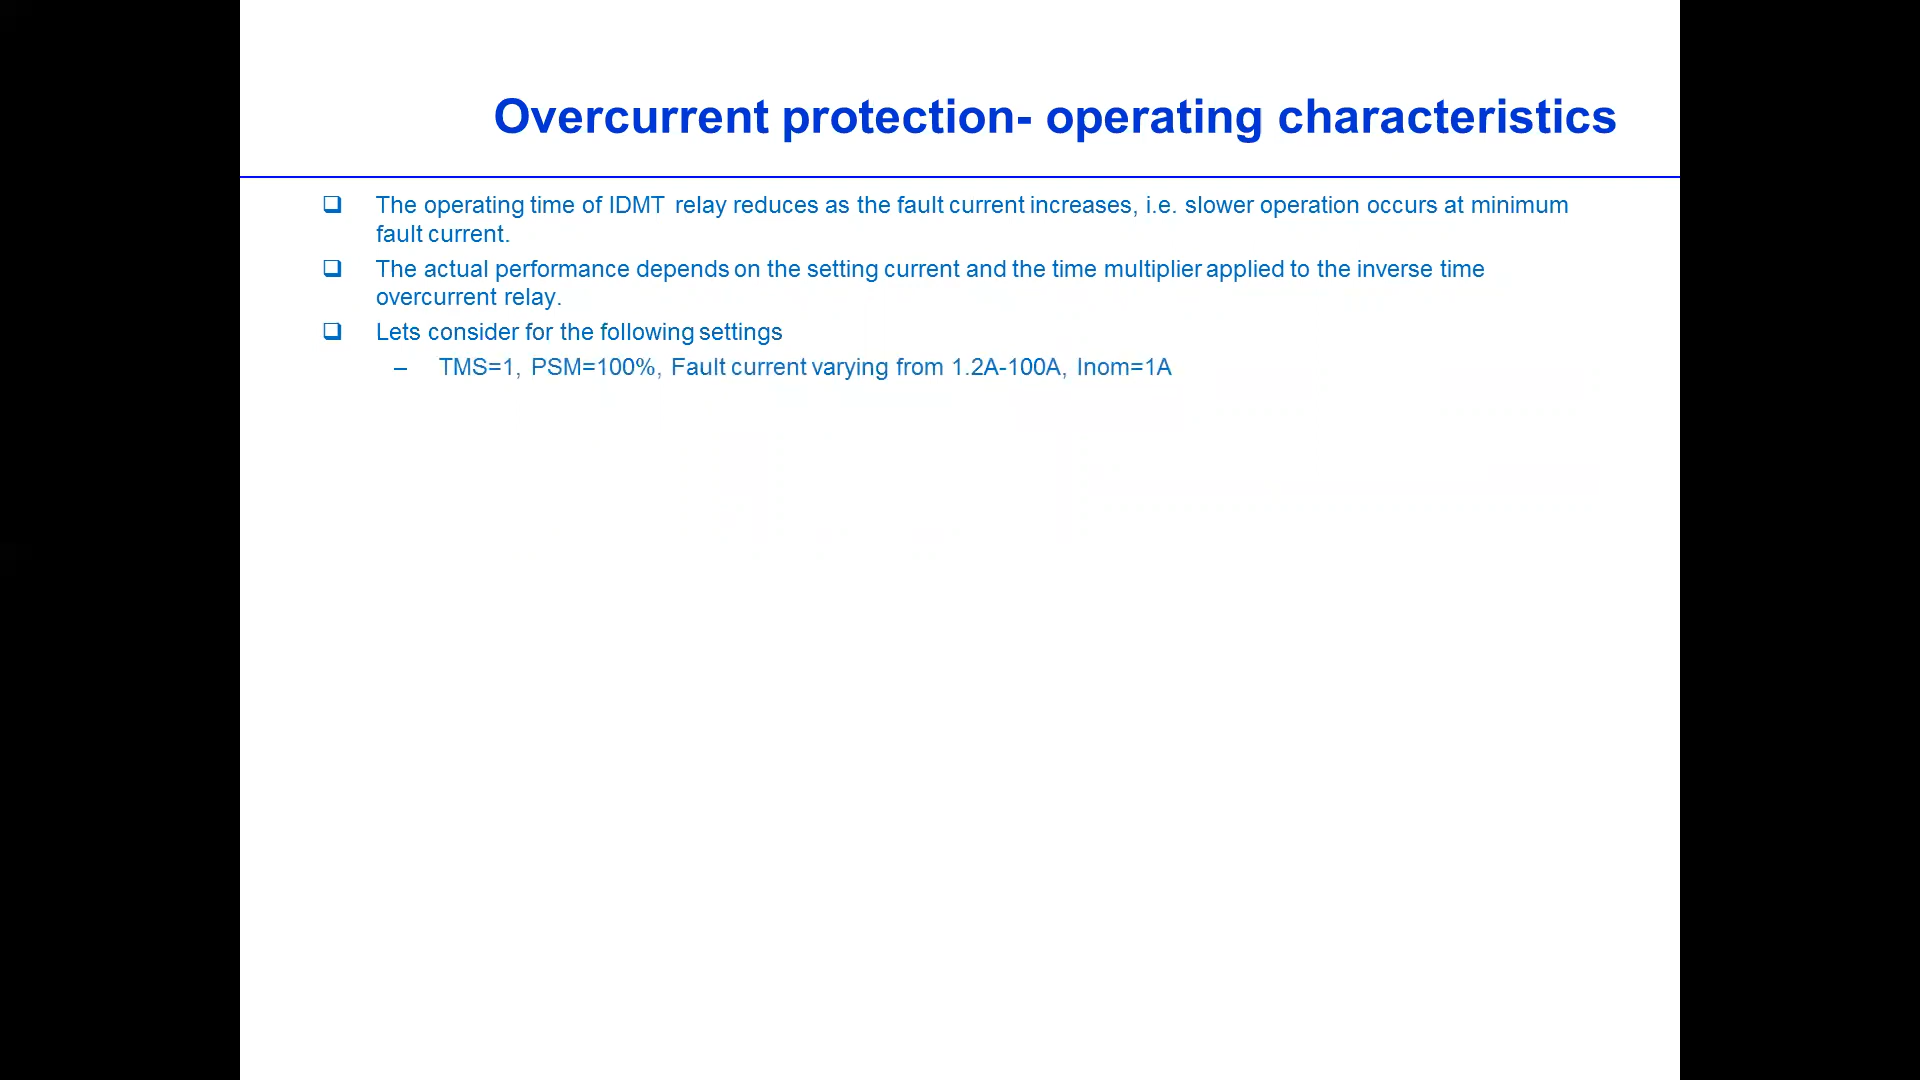 Overcurrent protection- operating characteristics
❑ The operating time of IDMT relay reduces as the fault current increases, i.e. slower operation occurs at minimum
fault current.
❑ The actual performance depends on the setting current and the time multiplier applied to the inverse time
overcurrent relay.
❑ Lets consider for the following settings
– TMS=1, PSM=100%, Fault current varying from 1.2A-100A, Inom=1A